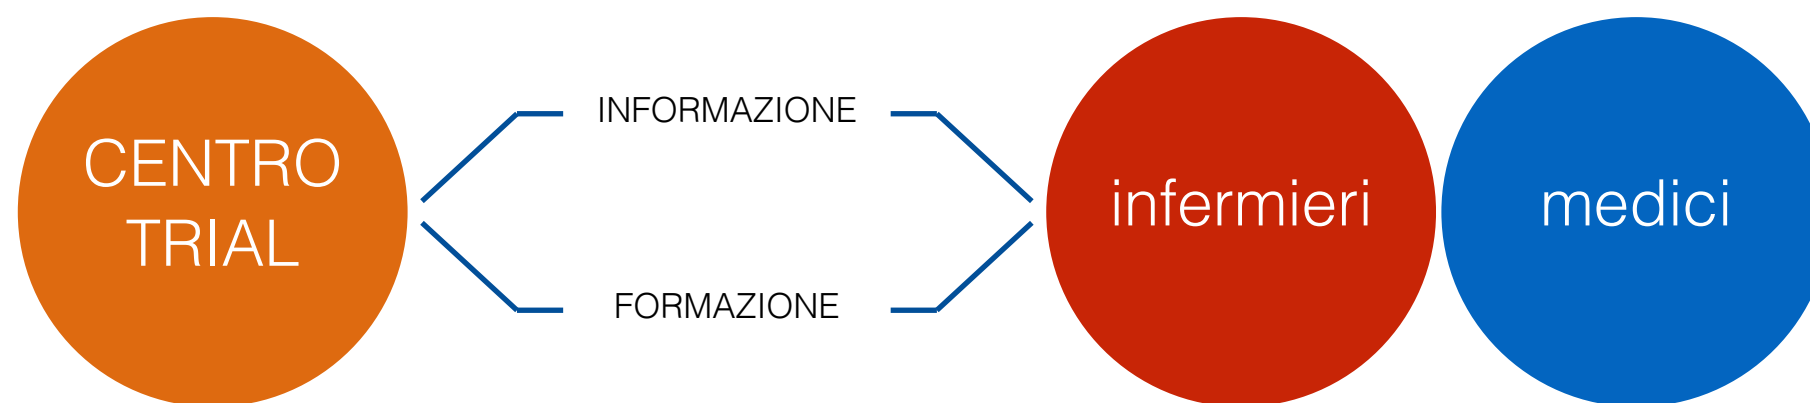 CENTRO
TRIAL
INFORMAZIONE
FORMAZIONE
infermieri
medici